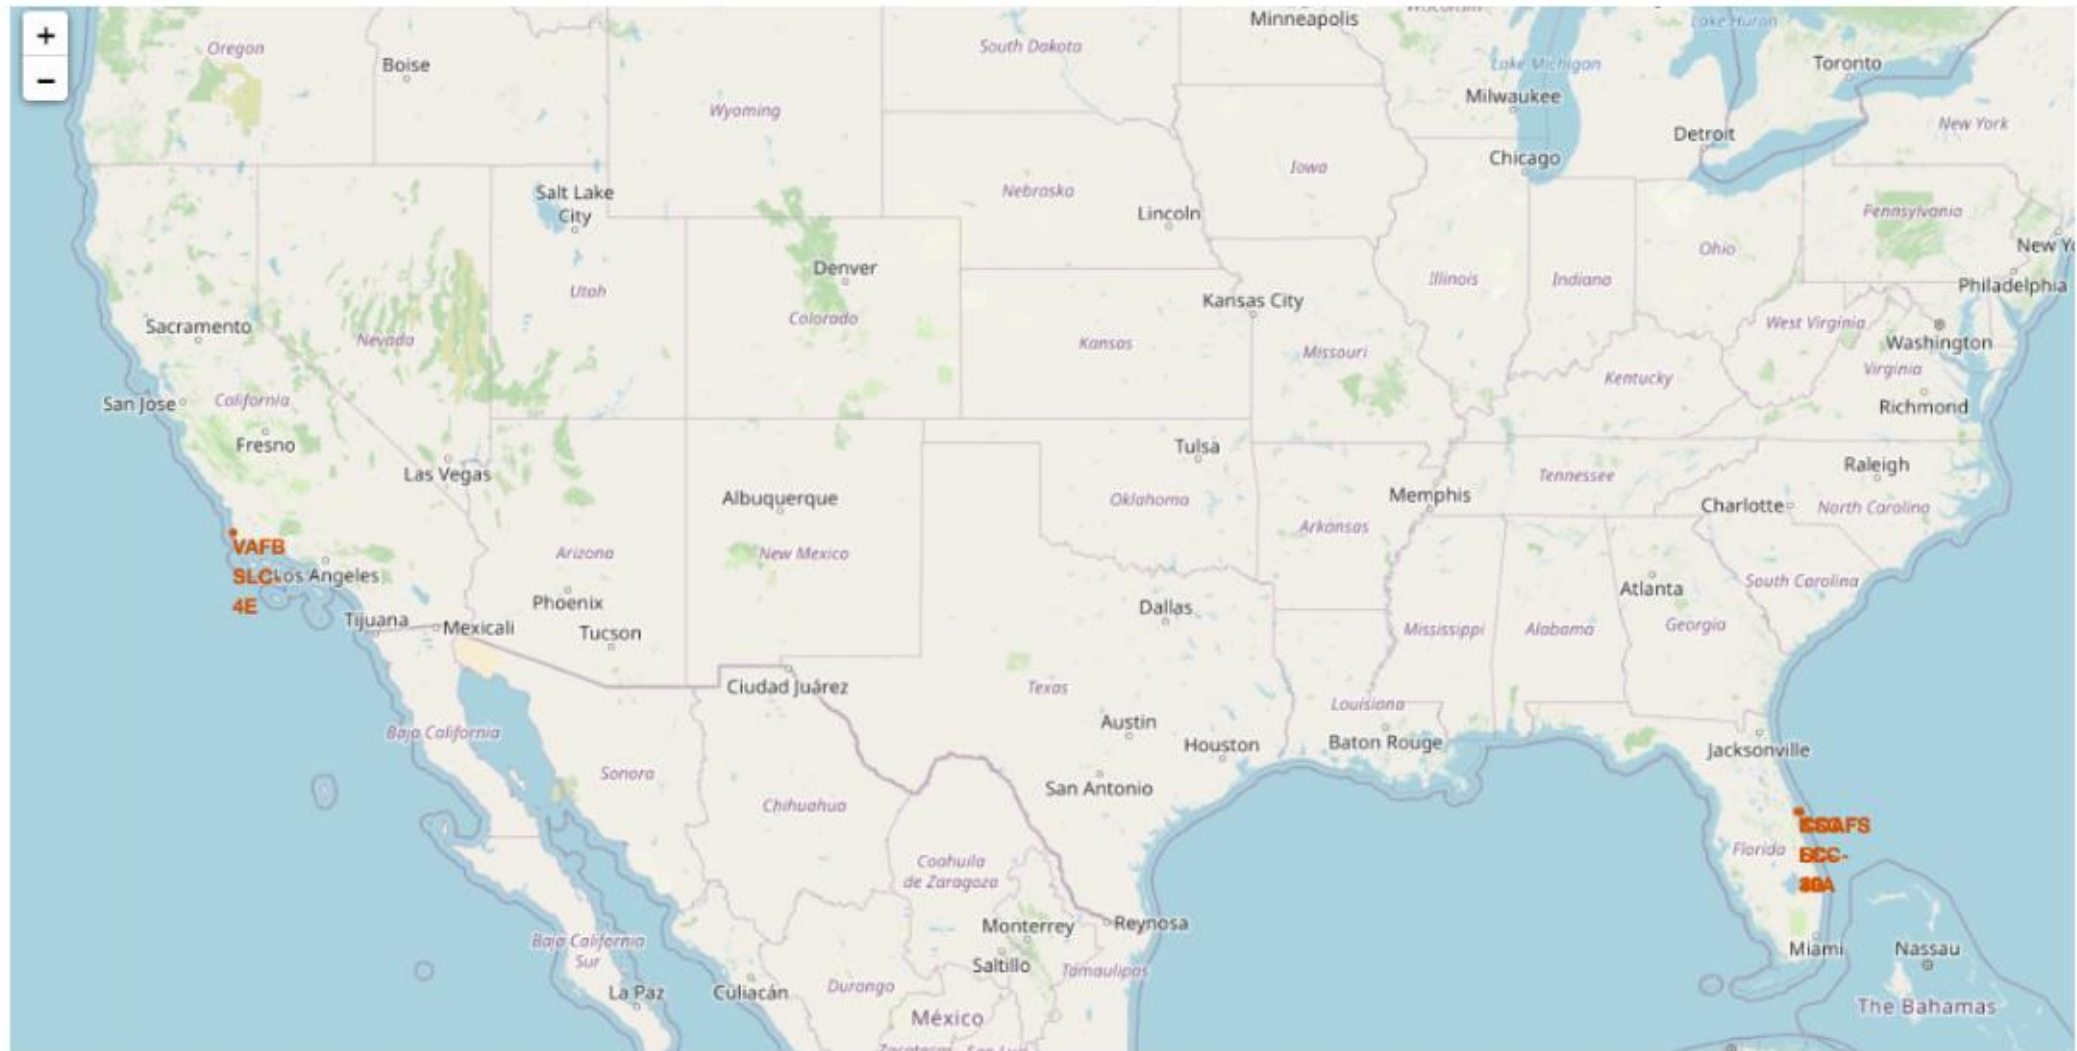 +
−
Minneapolis
Lake Huron
Oregon
Boise
South Dakota
Lake Michigan
Toronto
Milwaukee
Wyoming
Detroit
New York
Chicago
Iowa
Salt Lake
City
Nebraska
Lincoln
Pennsylvania
Ohio
Denver
Utah
Illinois
Indiana
Philadelphia
Kansas City
Colorado
Sacramento
Nevada
Kansas
Missouri
West Virginia
Washington
Virginia
Kentucky
San Jose
California
Richmond
Fresno
Las Vegas
Tulsa
Raleigh
Tennessee
Albuquerque
Oklahoma
Memphis
Charlotte
North Carolina
Arkansas
VAFB
SLC-
4E
Los Angeles
Arizona
New Mexico
Phoenix
Dallas
Atlanta
South Carolina
Tijuana
Mexicali
Tucson
Mississippi
Alabama
Georgia
Ciudad Juárez
Texas
Louisiana
Baja California
Austin
Houston
Baton Rouge
Jacksonville
Sonora
San Antonio
Chihuahua
Florida
Coahuila
de Zaragoza
Monterrey
Reynosa
Baja California
Sur
Saltillo
Tamaulipas
Miami
Nassau
La Paz
Culiacán
Durango
México
The Bahamas